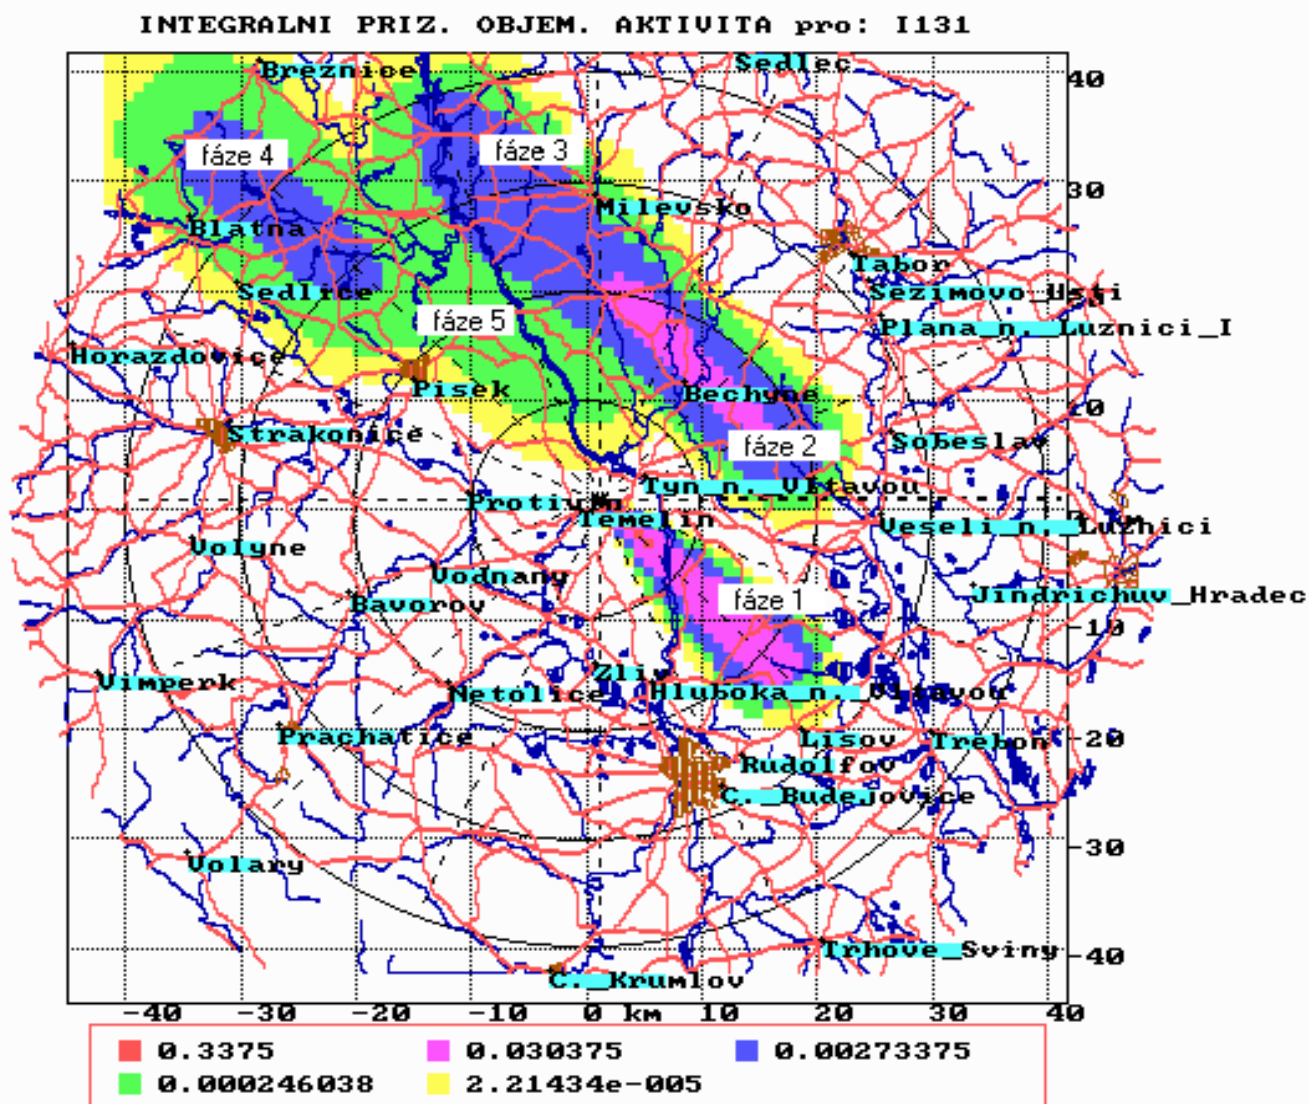 INTEGRALNI PRIZ. OBJEM. AKTIVITA pro: I131
Breznice
Sedlec
40
fáze 4
fáze 3
30
Milevsko
Blatna
Tabor
Sedlice
Sezimovo_Usti
fáze 5
Plana_n._Luznici_I
Horazdovice
Pisek
Bechyne
10
Strakonice
fáze 2
Sobeslav
Tyn_n._Vltavou
Protivin
Temelin
Veseli_n._Luznici
Volyne
Vodnany
Bavorov
fáze 1
Jindrichuv_Hradec
-10
Zliv
Vimperk
Netolice
Hluboka_n._Vltavou
Prachatice
Lisov
Trebon
-20
Rudolfov
C._Budejovice
-30
Volary
Trhove_Sviny
-40
C._Krumlov
-40 -30 -20 -10 0 km 10 20 30 40
0.3375 0.030375 0.00273375
0.000246038 2.21434e-005